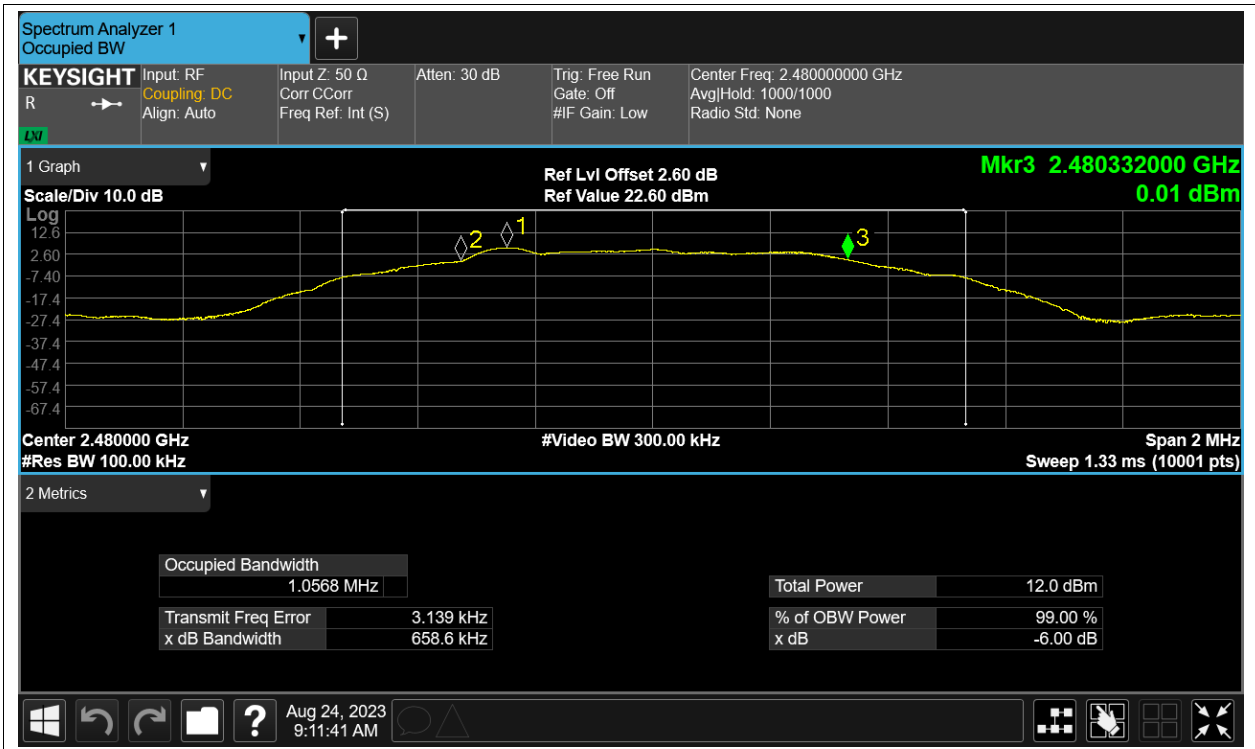 Spectrum Analyzer 1
Occupied BW
KEYSIGHT
R
LXI
Input: RF
Coupling: DC
Align: Auto
Input Z: 50 Ω
Corr CCorr
Freq Ref: Int (S)
Atten: 30 dB
Trig: Free Run
Gate: Off
#IF Gain: Low
Center Freq: 2.480000000 GHz
Avg|Hold: 1000/1000
Radio Std: None
1 Graph
Scale/Div 10.0 dB
Ref Lvl Offset 2.60 dB
Ref Value 22.60 dBm
Mkr3 2.480332000 GHz
0.01 dBm
Log
12.6
2.60
-7.40
-17.4
-27.4
-37.4
-47.4
-57.4
-67.4
2
1
3
Center 2.480000 GHz
#Res BW 100.00 kHz
#Video BW 300.00 kHz
Span 2 MHz
Sweep 1.33 ms (10001 pts)
2 Metrics
Occupied Bandwidth
1.0568 MHz
Transmit Freq Error 3.139 kHz
x dB Bandwidth 658.6 kHz
Total Power 12.0 dBm
% of OBW Power 99.00 %
x dB -6.00 dB
?
Aug 24, 2023
9:11:41 AM